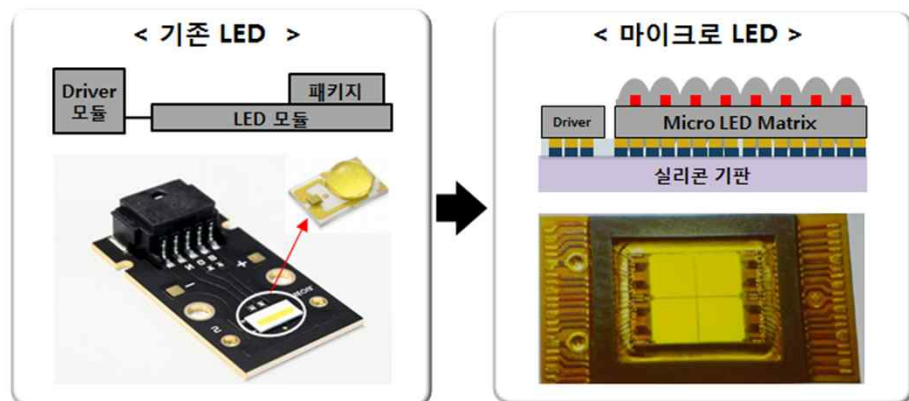 < 기존 LED >
Driver
모듈
패키지
LED 모듈
< 마이크로 LED >
Driver
Micro LED Matrix
실리콘 기판